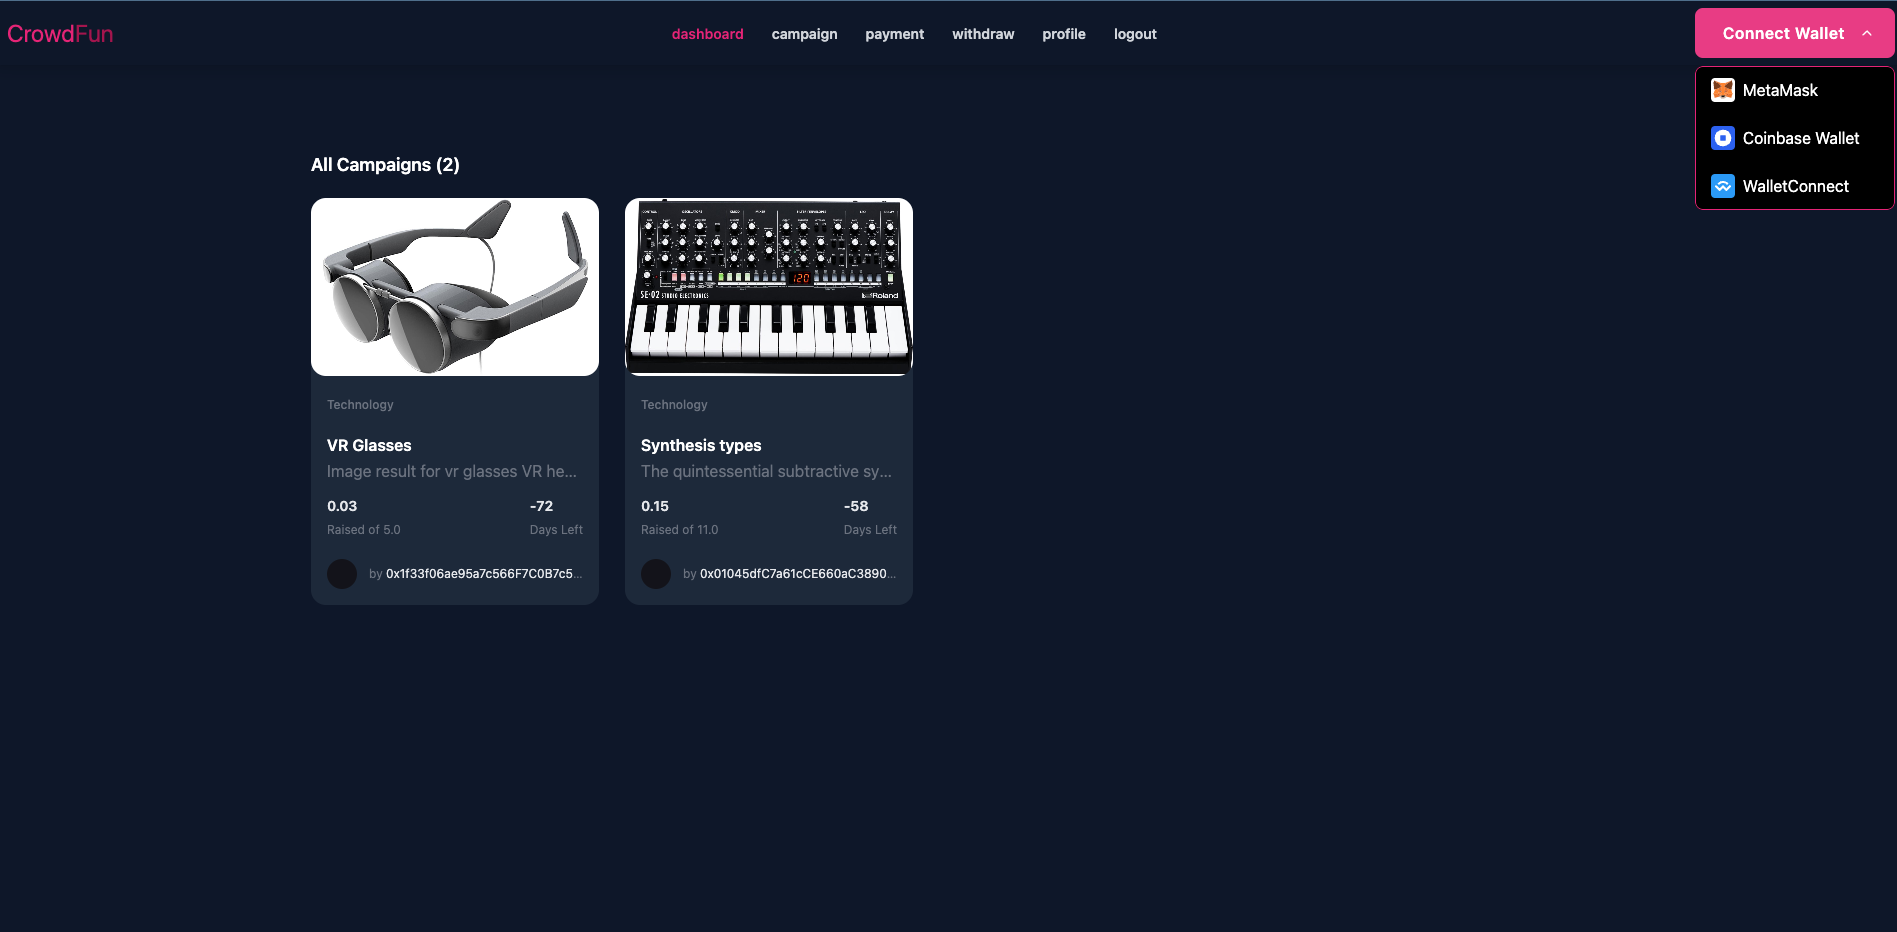 CrowdFun
dashboard campaign payment withdraw profile logout
Connect Wallet
MetaMask
Coinbase Wallet
WalletConnect
All Campaigns (2)
120
SE-02 STUDIO ELECTRONICS
Roland
Technology
VR Glasses
Image result for vr glasses VR he...
0.03 -72
Raised of 5.0 Days Left
by 0x1f33f06ae95a7c566F7C0B7c5...
Technology
Synthesis types
The quintessential subtractive sy...
0.15 -58
Raised of 11.0 Days Left
by 0x01045dfC7a61cCE660aC3890...